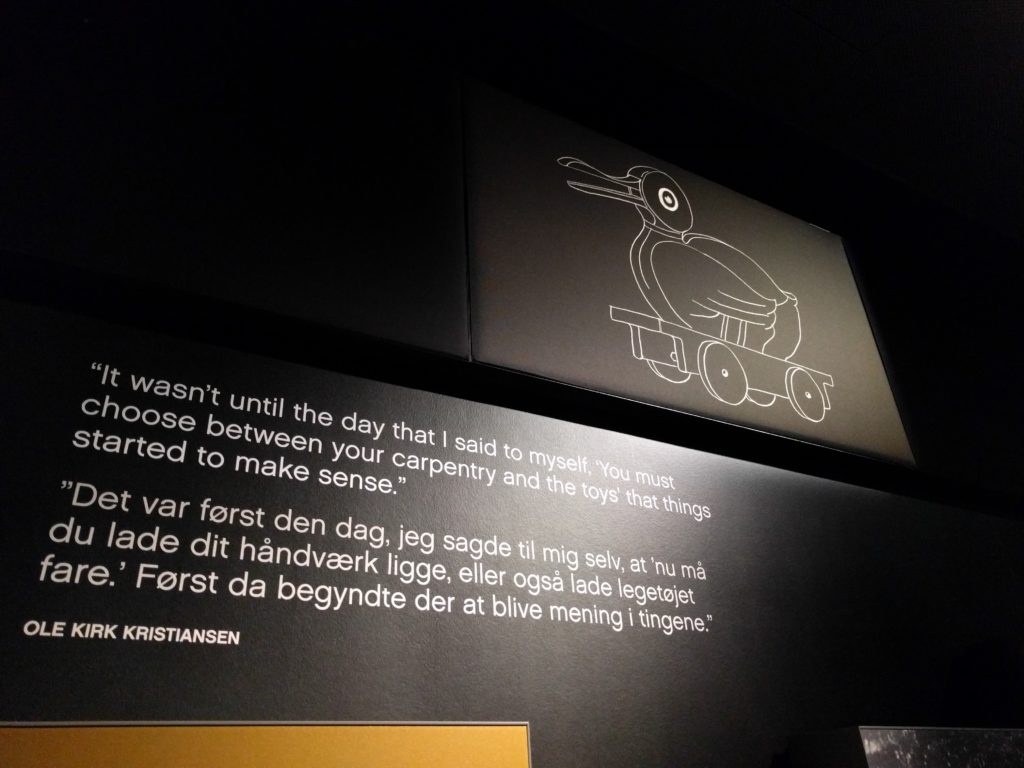 “It wasn’t until the day that I said to myself, ‘You must
choose between your carpentry and the toys’ that things
started to make sense.”
”Det var først den dag, jeg sagde til mig selv, at ’nu må
du lade dit håndværk ligge, eller også lade legetøjet
fare.’ Først da begyndte der at blive mening i tingene.”
OLE KIRK KRISTIANSEN